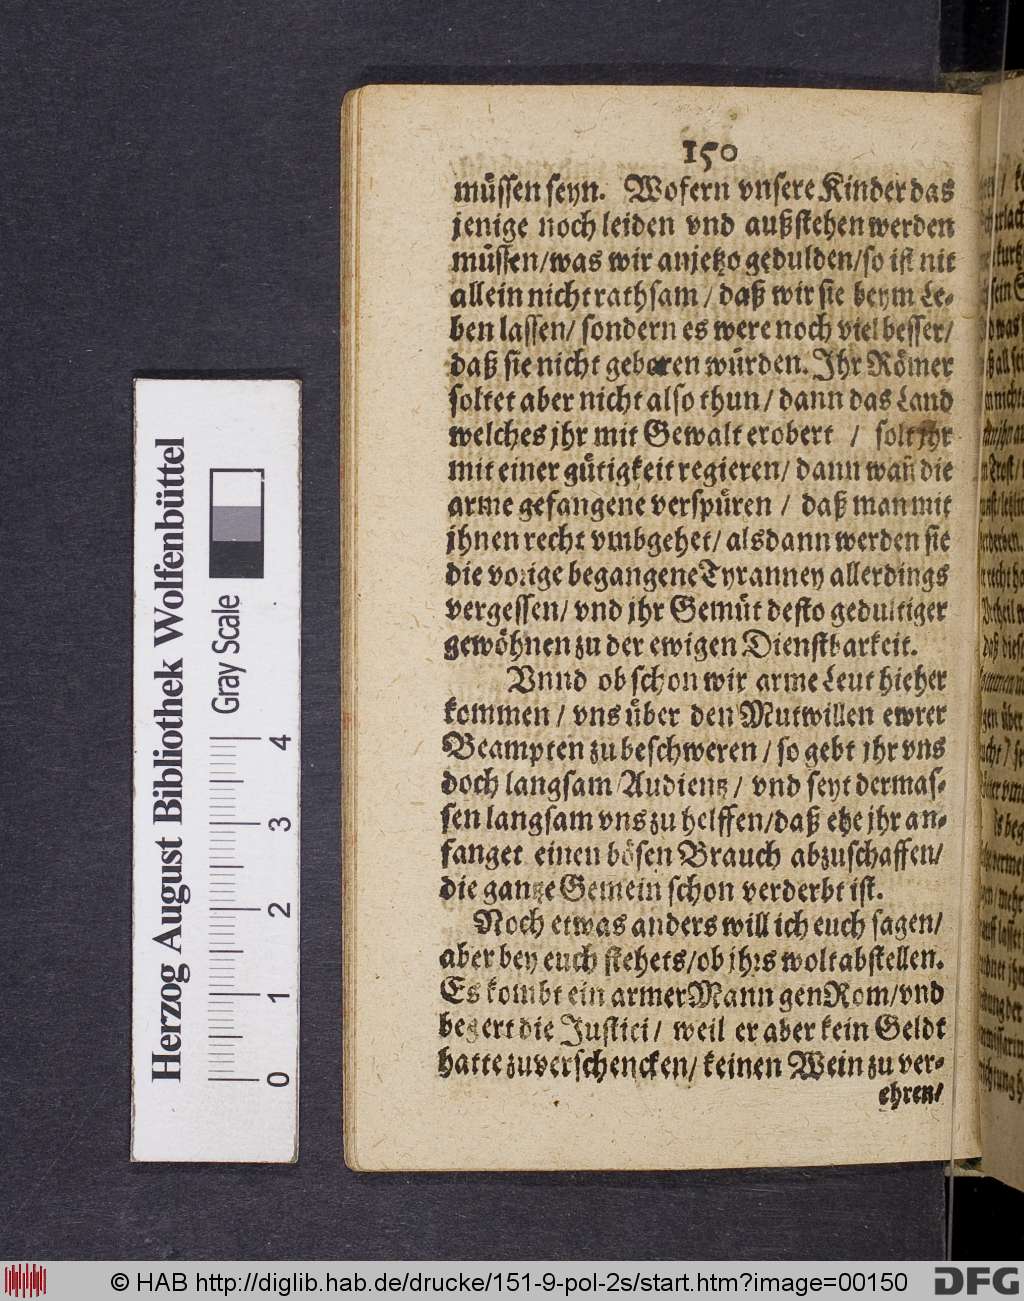 150
müssen seyn. Wofern vnsere Kinder das
jenige noch leiden vnd außstehen werden
müssen/was wir anjetzo gedulden/so ist nit
allein nicht rathsam/ daß wir sie beym Le-
ben lassen/ sondern es were noch viel besser/
daß sie nicht geboren würden. Ihr Römer
soltet aber nicht also thun/ dann das Land
welches jhr mit Gewalt erobert / solt jhr
mit einer gütigkeit regieren/ dann wañ die
arme gefangene verspüren / daß man mit
jhnen recht vmbgehet/ alsdann werden sie
die vorige begangene Tyranney allerdings
vergessen/ vnd jhr Gemüt desto gedultiger
gewöhnen zu der ewigen Dienstbarkeit.
Vnnd ob schon wir arme Leut hieher
kommen / vns über den Mutwillen ewrer
Beampten zu beschweren / so gebt jhr vns
doch langsam Audientz / vnd seyt dermas-
sen langsam vns zu helffen/daß ehe jhr an-
fanget einen bösen Brauch abzuschaffen/
die gantze Gemein schon verderbt ist.
Noch etwas anders will ich euch sagen/
aber bey euch stehets/ob jhrs wolt abstellen.
Es kombt ein armer Mann gen Rom/vnd
begert die Justici/ weil er aber kein Geldt
hatte zuverschencken/ keinen Wein zu ver-
ehren/
Herzog August Bibliothek Wolfenbüttel
Gray Scale
0 1 2 3 4
© HAB http://diglib.hab.de/drucke/151-9-pol-2s/start.htm?image=00150
DFG